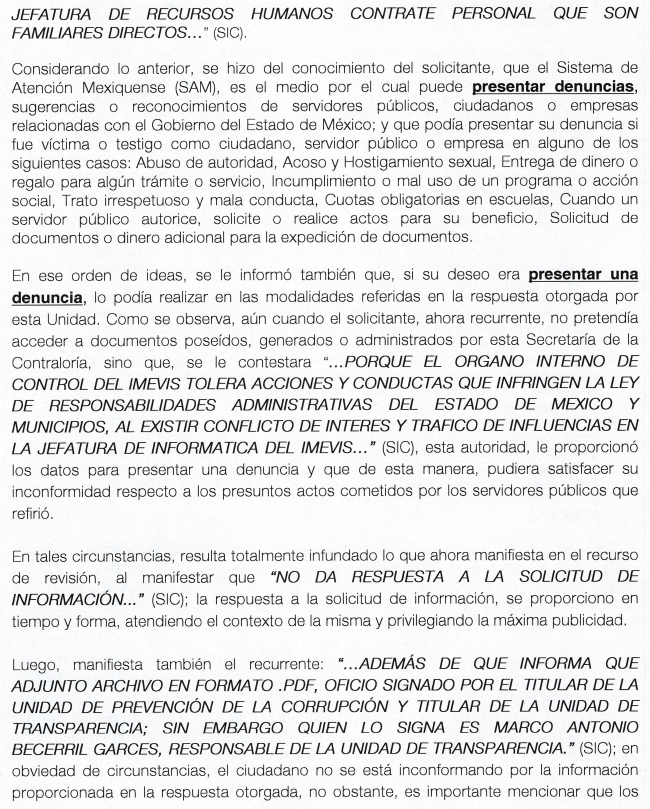 JEFATURA DE RECURSOS HUMANOS CONTRATE PERSONAL QUE SON
FAMILIARES DIRECTOS…" (SIC).
Considerando lo anterior, se hizo del conocimiento del solicitante, que el Sistema de
Atención Mexiquense (SAM), es el medio por el cual puede presentar denuncias,
sugerencias o reconocimientos de servidores públicos, ciudadanos o empresas
relacionadas con el Gobierno del Estado de México; y que podía presentar su denuncia si
fue víctima o testigo como ciudadano, servidor público o empresa en alguno de los
siguientes casos: Abuso de autoridad, Acoso y Hostigamiento sexual, Entrega de dinero o
regalo para algún trámite o servicio, Incumplimiento o mal uso de un programa o acción
social, Trato irrespetuoso y mala conducta, Cuotas obligatorias en escuelas, Cuando un
servidor público autorice, solicite o realice actos para su beneficio, Solicitud de
documentos o dinero adicional para la expedición de documentos.
En ese orden de ideas, se le informó también que, si su deseo era presentar una
denuncia, lo podía realizar en las modalidades referidas en la respuesta otorgada por
esta Unidad. Como se observa, aún cuando el solicitante, ahora recurrente, no pretendía
acceder a documentos poseídos, generados o administrados por esta Secretaría de la
Contraloría, sino que, se le contestara "…PORQUE EL ORGANO INTERNO DE
CONTROL DEL IMEVIS TOLERA ACCIONES Y CONDUCTAS QUE INFRINGEN LA LEY
DE RESPONSABILIDADES ADMINISTRATIVAS DEL ESTADO DE MEXICO Y
MUNICIPIOS, AL EXISTIR CONFLICTO DE INTERES Y TRAFICO DE INFLUENCIAS EN
LA JEFATURA DE INFORMATICA DEL IMEVIS…" (SIC), esta autoridad, le proporcionó
los datos para presentar una denuncia y que de esta manera, pudiera satisfacer su
inconformidad respecto a los presuntos actos cometidos por los servidores públicos que
refirió.
En tales circunstancias, resulta totalmente infundado lo que ahora manifiesta en el recurso
de revisión, al manifestar que "NO DA RESPUESTA A LA SOLICITUD DE
INFORMACIÓN..." (SIC); la respuesta a la solicitud de información, se proporciono en
tiempo y forma, atendiendo el contexto de la misma y privilegiando la máxima publicidad.
Luego, manifiesta también el recurrente: "…ADEMÁS DE QUE INFORMA QUE
ADJUNTO ARCHIVO EN FORMATO .PDF, OFICIO SIGNADO POR EL TITULAR DE LA
UNIDAD DE PREVENCIÓN DE LA CORRUPCIÓN Y TITULAR DE LA UNIDAD DE
TRANSPARENCIA; SIN EMBARGO QUIEN LO SIGNA ES MARCO ANTONIO
BECERRIL GARCES, RESPONSABLE DE LA UNIDAD DE TRANSPARENCIA." (SIC); en
obviedad de circunstancias, el ciudadano no se está inconformando por la información
proporcionada en la respuesta otorgada, no obstante, es importante mencionar que los